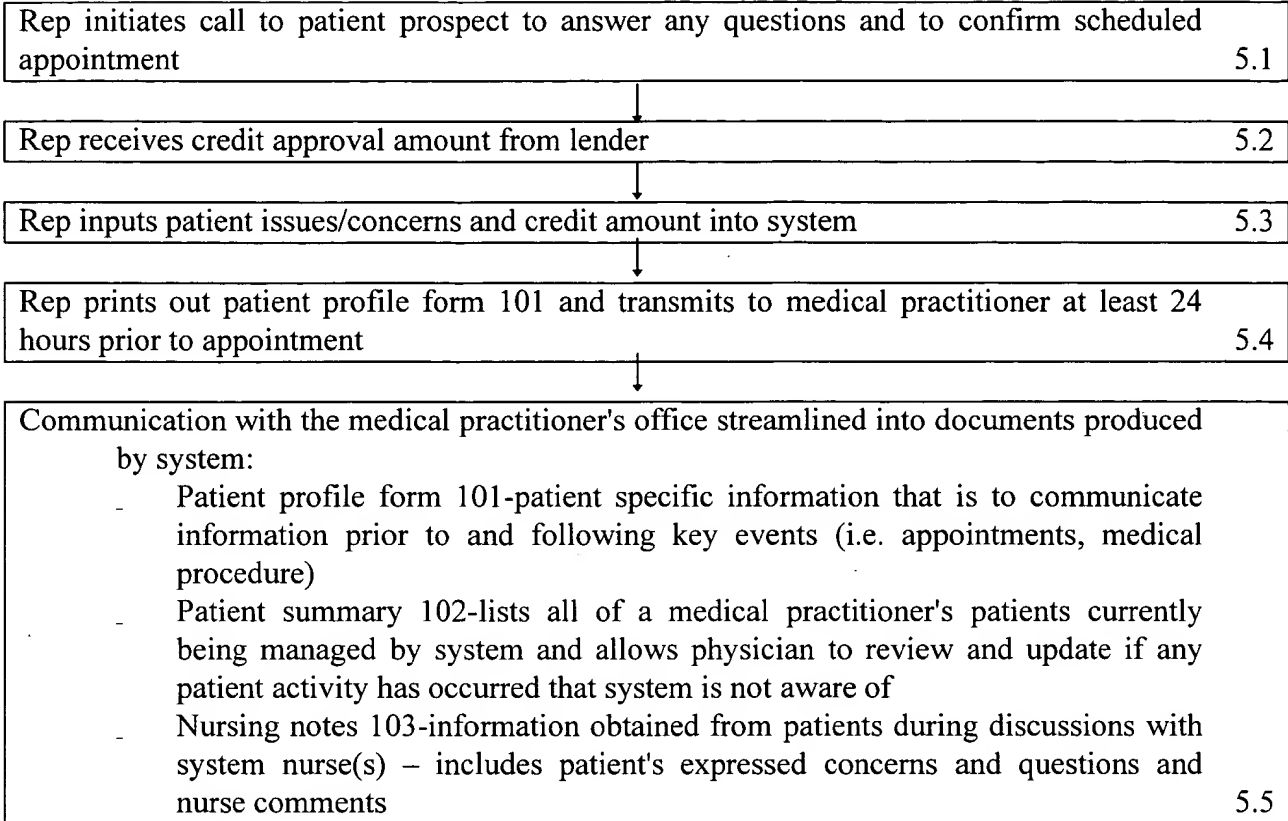 Rep initiates call to patient prospect to answer any questions and to confirm scheduled
appointment 5.1
Rep receives credit approval amount from lender 5.2
Rep inputs patient issues/concerns and credit amount into system 5.3
Rep prints out patient profile form 101 and transmits to medical practitioner at least 24
hours prior to appointment 5.4
Communication with the medical practitioner's office streamlined into documents produced
by system:
- Patient profile form 101-patient specific information that is to communicate
information prior to and following key events (i.e. appointments, medical
procedure)
- Patient summary 102-lists all of a medical practitioner's patients currently
being managed by system and allows physician to review and update if any
patient activity has occurred that system is not aware of
- Nursing notes 103-information obtained from patients during discussions with
system nurse(s) – includes patient's expressed concerns and questions and
nurse comments 5.5